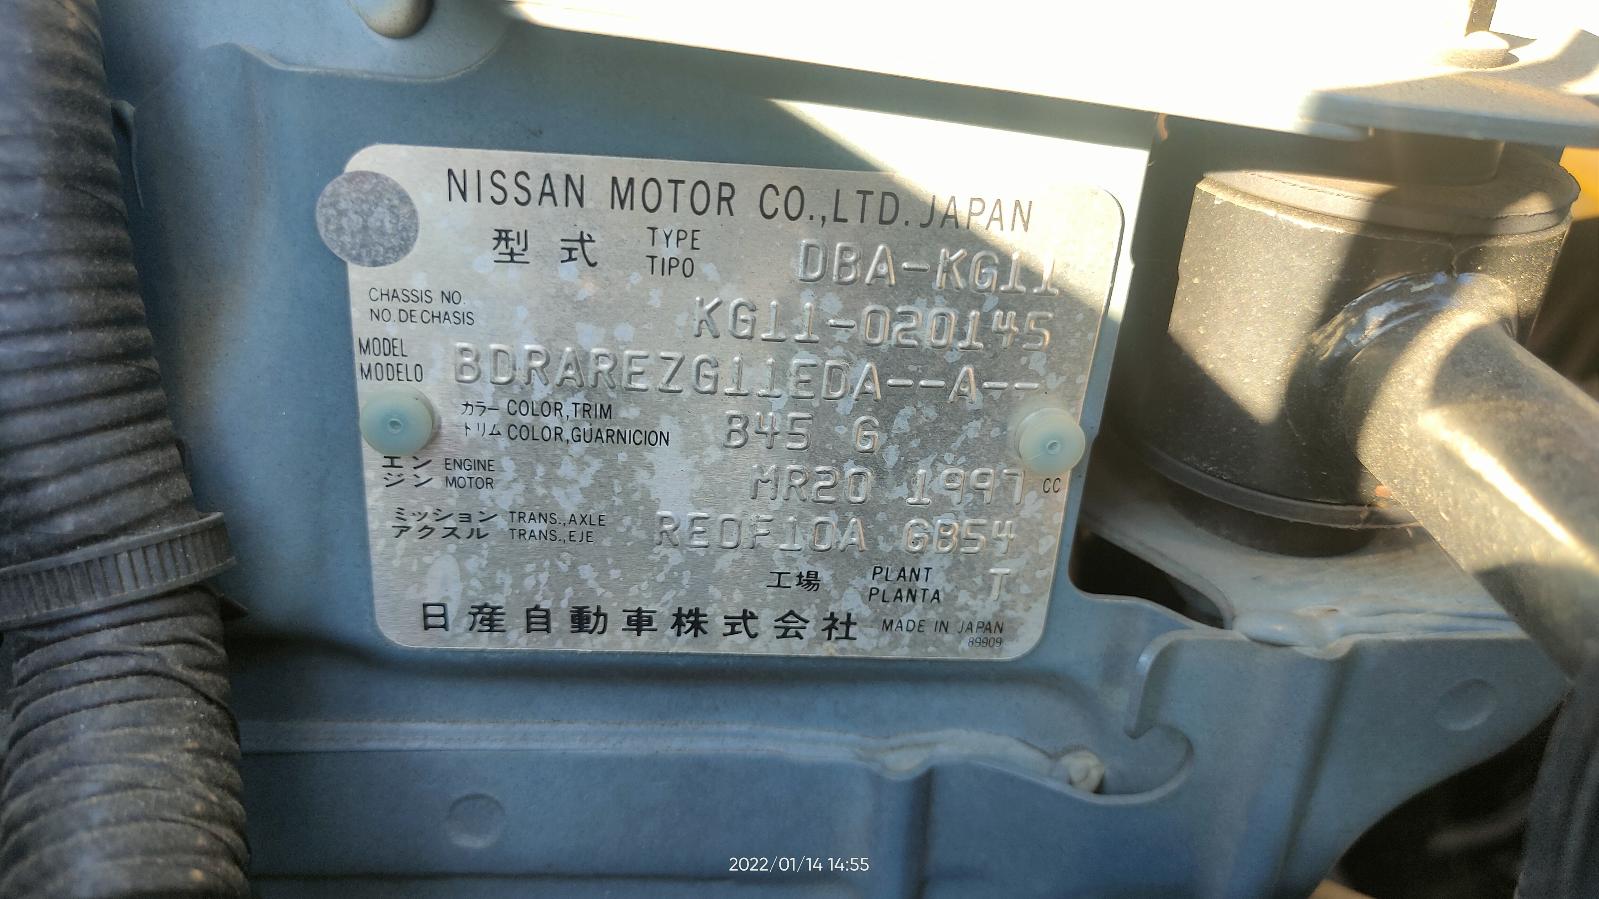 NISSAN MOTOR CO.,LTD. JAPAN
型式 TYPE TIPO DBA-KG11
CHASSIS NO. NO. DE CHASIS KG11-020145
MODEL MODELO BDRAREZG11EDA--A--
カラー COLOR,TRIM
トリム COLOR,GUARNICION B45 G
エンジン ENGINE MOTOR MR20 1997 CC
ミッション TRANS.,AXLE
アクスル TRANS.,EJE RE0F10A GB54
工場 PLANT PLANTA T
日産自動車株式会社 MADE IN JAPAN
89909
2022/01/14 14:55